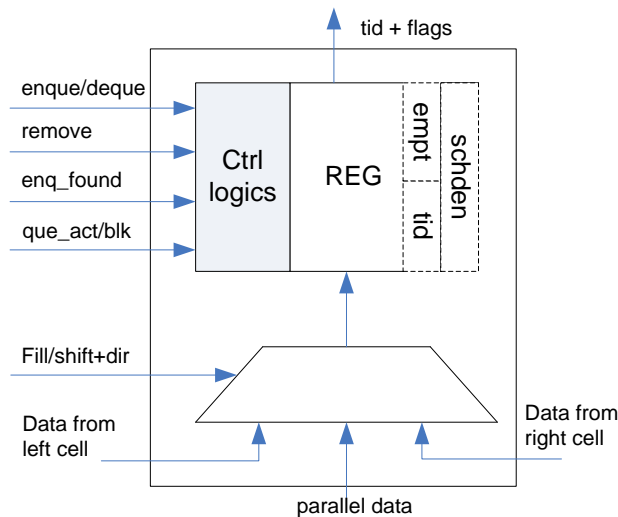 tid + flags
enque/deque
remove
enq_found
que_act/blk
Ctrl
logics
REG
empt
tid
schden
Fill/shift+dir
Data from
left cell
Data from
right cell
parallel data